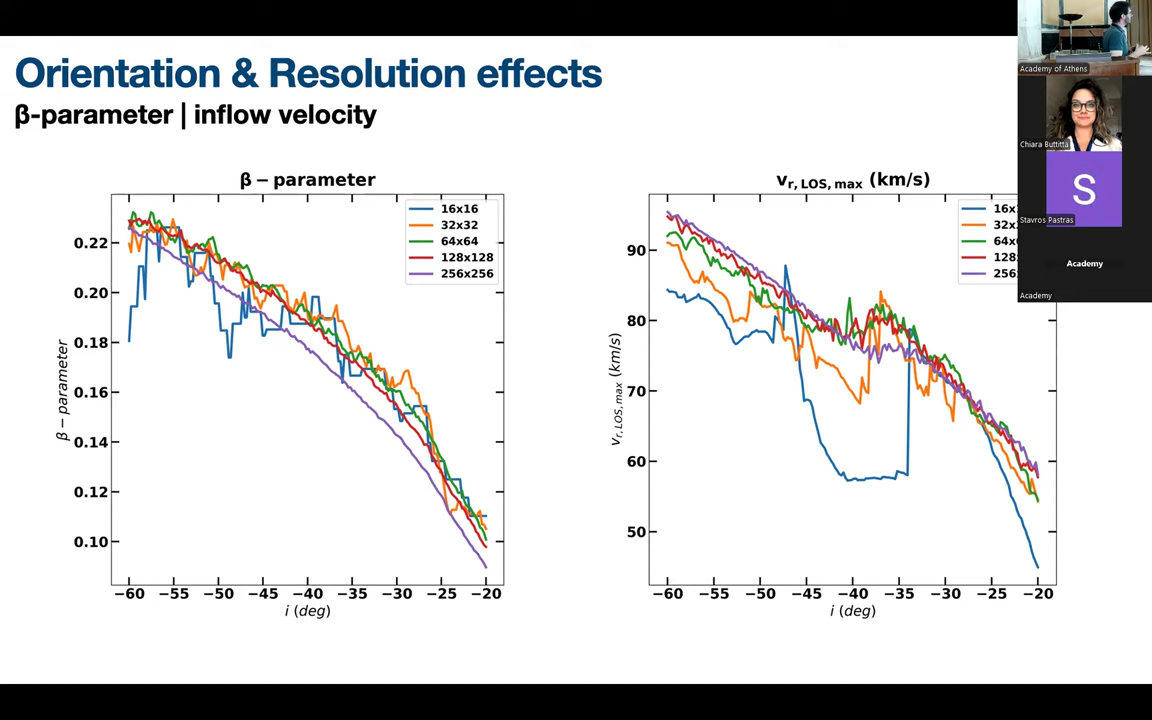 Orientation & Resolution effects
β-parameter | inflow velocity
β − parameter
16x16
32x32
64x64
128x128
256x256
0.22
0.20
0.18
0.16
0.14
0.12
0.10
β − parameter
−60 −55 −50 −45 −40 −35 −30 −25 −20
i (deg)
v r, LOS, max (km/s)
16x
32x
64x
128
256
90
80
70
60
50
v r, LOS, max (km/s)
−60 −55 −50 −45 −40 −35 −30 −25 −20
i (deg)
Academy of Athens
Chiara Buttitta
S
Stavros Pastras
Academy
Academy